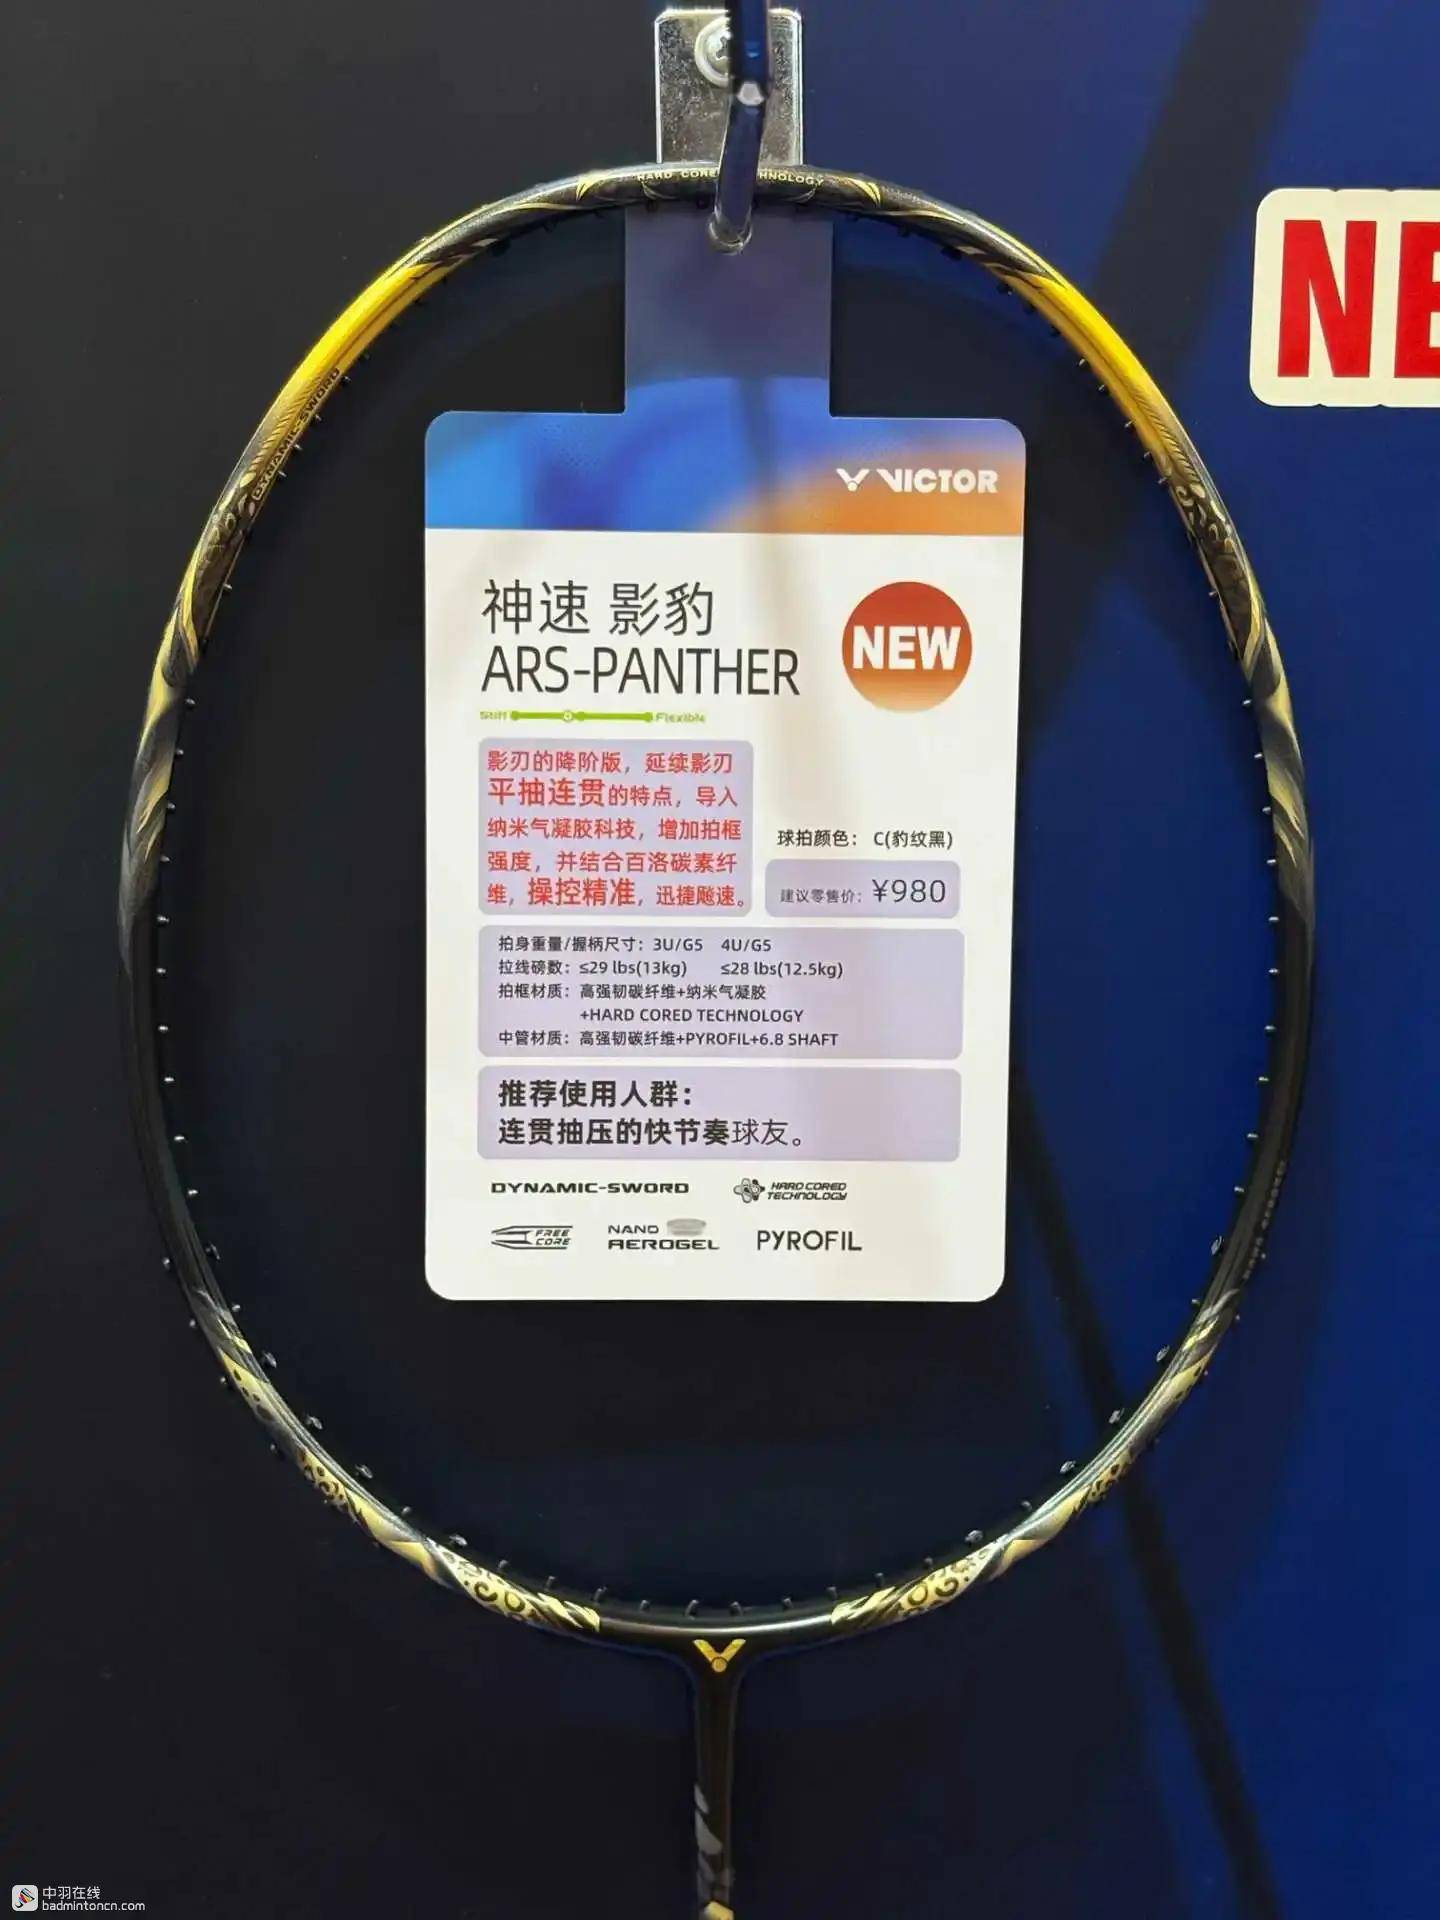 HARD CORE HNOLOGY
NE
DYNAMIC-SWORD
VICTOR
神速 影豹
ARS-PANTHER
NEW
Stiff Flexible
影刃的降阶版，延续影刃
平抽连贯的特点，导入
纳米气凝胶科技，增加拍框
强度，并结合百洛碳素纤
维，操控精准，迅捷飚速。
球拍颜色： C(豹纹黑)
建议零售价：¥980
拍身重量/握柄尺寸：3U/G5 4U/G5
拉线磅数：≤29 lbs(13kg) ≤28 lbs(12.5kg)
拍框材质：高强韧碳纤维+纳米气凝胶
+HARD CORED TECHNOLOGY
中管材质：高强韧碳纤维+PYROFIL+6.8 SHAFT
推荐使用人群：
连贯抽压的快节奏球友。
DYNAMIC-SWORD
HARD CORED
TECHNOLOGY
FREE
CORE
NANO
AEROGEL
PYROFIL
中羽在线
badmintoncn.com